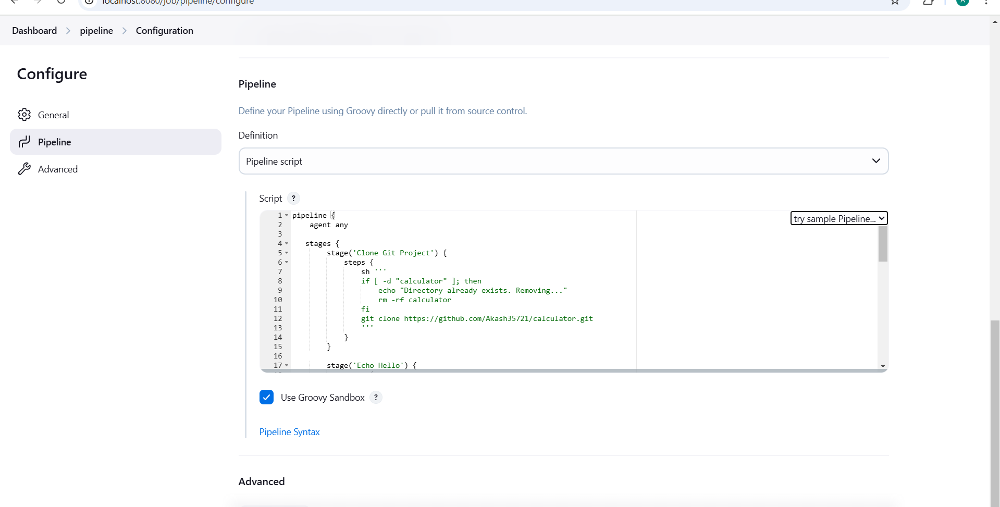 localhost:8080/job/pipeline/configure
A
Dashboard
pipeline
Configuration
Configure
General
Pipeline
Advanced
Pipeline
Define your Pipeline using Groovy directly or pull it from source control.
Definition
Pipeline script
Script ?
try sample Pipeline...
1 pipeline {
2 agent any
3
4 stages {
5 stage('Clone Git Project') {
6 steps {
7 sh '''
8 if [ -d "calculator" ]; then
9 echo "Directory already exists. Removing..."
10 rm -rf calculator
11 fi
12 git clone https://github.com/Akash35721/calculator.git
13 '''
14 }
15 }
16
17 stage('Echo Hello') {
Use Groovy Sandbox ?
Pipeline Syntax
Advanced